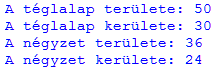 A téglalap területe: 50
A téglalap kerülete: 30
A négyzet területe: 36
A négyzet kerülete: 24